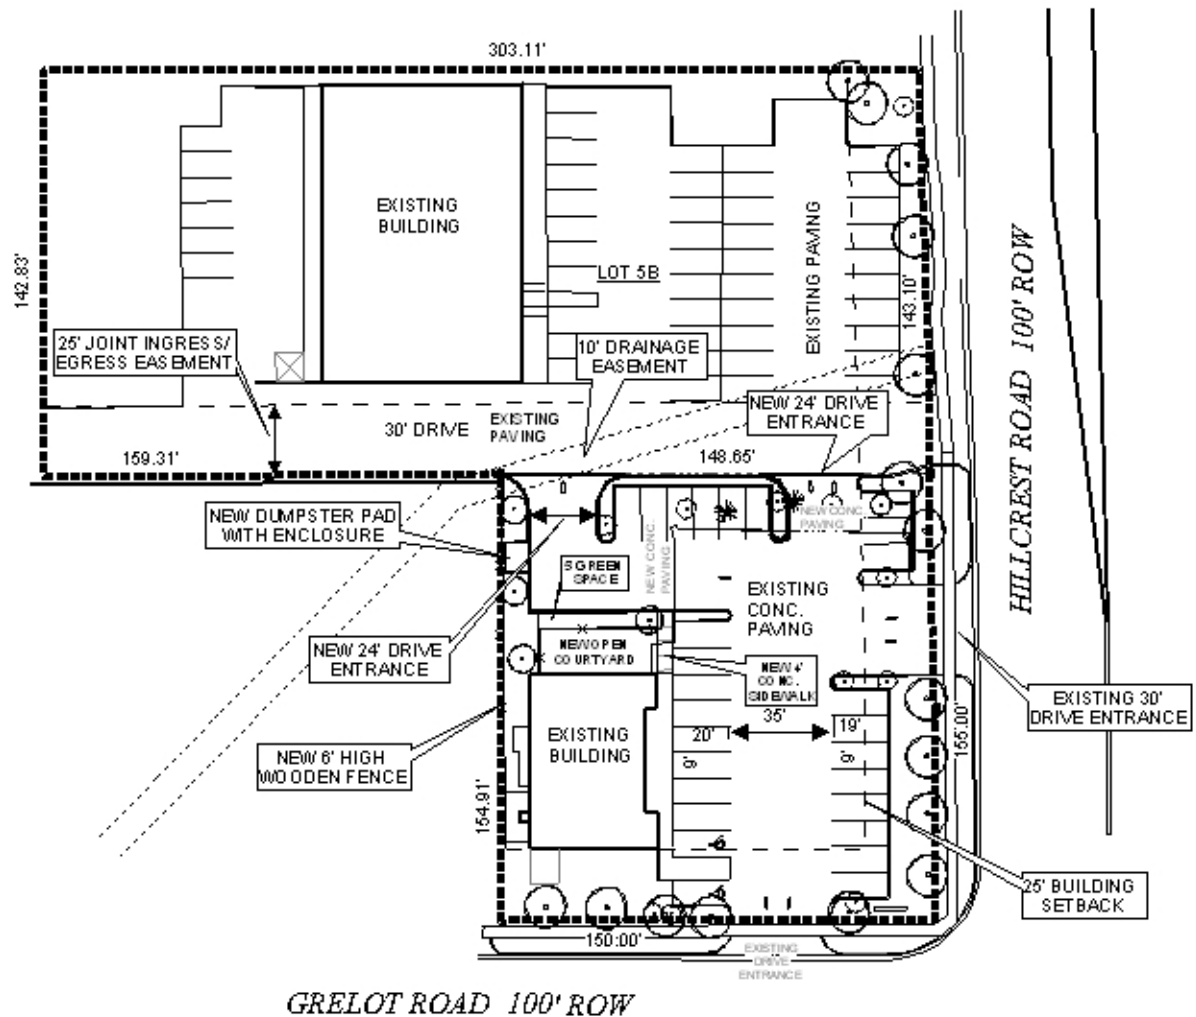 303.11'
EXISTING
BUILDING
LOT 5B
EXISTING PAVING
142.83'
143.10'
HILLCREST ROAD 100' ROW
25' JOINT INGRESS/
EGRESS EASEMENT
10' DRAINAGE
EASEMENT
NEW 24' DRIVE
ENTRANCE
30' DRIVE
EXISTING
PAVING
159.31'
148.65'
NEW DUMPSTER PAD
WITH ENCLOSURE
NEW CONC.
PAVING
NEW CONC.
PAVING
SGREEN
SPACE
EXISTING
CONC.
PAVING
NEW 24' DRIVE
ENTRANCE
NEW OPEN
COURTYARD
NEW 4'
CONC.
SIDEWALK
EXISTING 30'
DRIVE ENTRANCE
35'
20'
19'
9'
9'
155.00'
EXISTING
BUILDING
NEW 6' HIGH
WOODEN FENCE
154.91'
25' BUILDING
SETBACK
150.00'
EXISTING
DRIVE
ENTRANCE
GRELOT ROAD 100' ROW